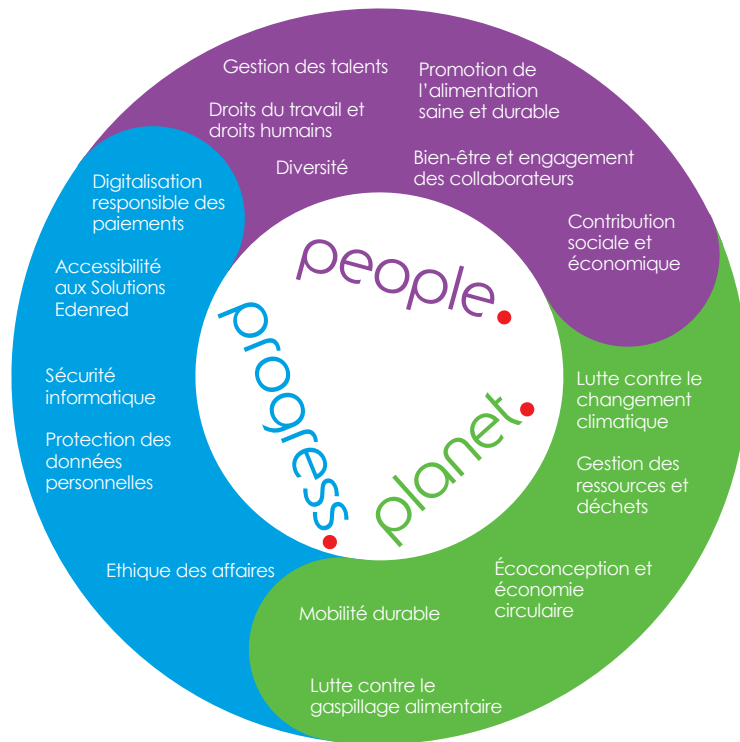 Gestion des talents
Promotion de
l'alimentation
saine et durable
Droits du travail et
droits humains
Diversité
Bien-être et engagement
des collaborateurs
Contribution
sociale et
économique
Digitalisation
responsible des
paiements
Accessibilité
aux Solutions
Edenred
Sécurité
informatique
Protection des
données
personnelles
Ethique des affaires
people.
progress.
planet.
Lutte contre le
changement
climatique
Gestion des
ressources et
déchets
Écoconception et
économie
circulaire
Mobilité durable
Lutte contre le
gaspillage alimentaire